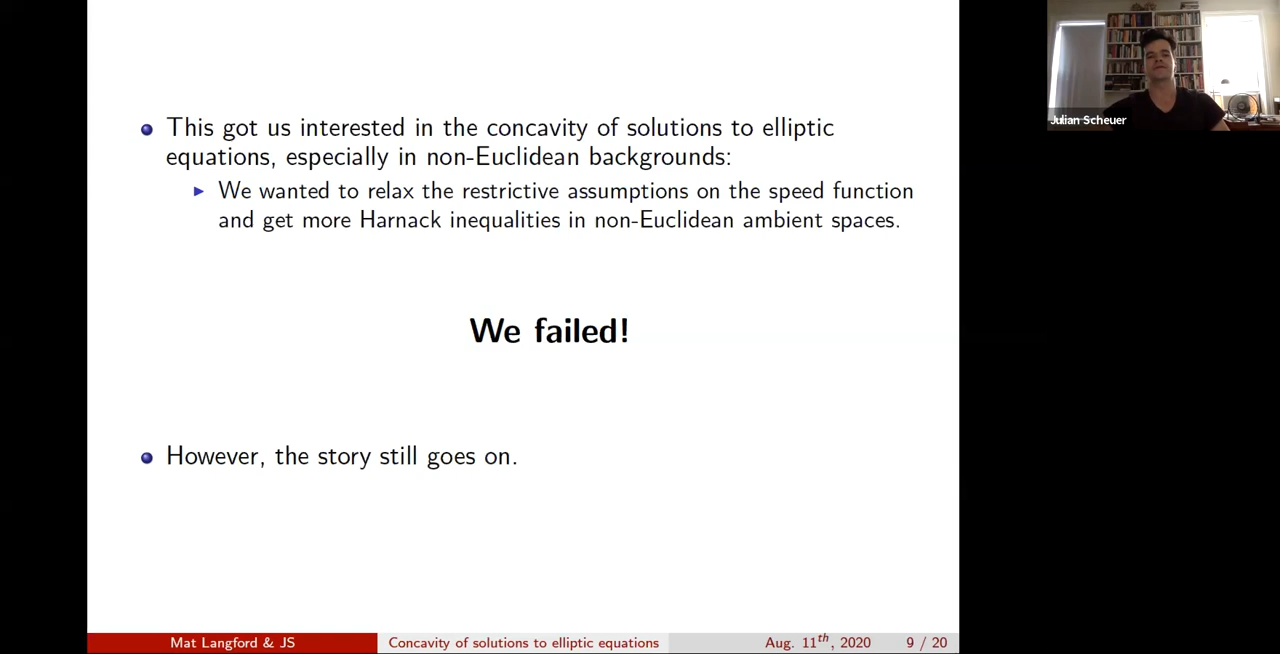 Julian Scheuer
This got us interested in the concavity of solutions to elliptic
equations, especially in non-Euclidean backgrounds:
We wanted to relax the restrictive assumptions on the speed function
and get more Harnack inequalities in non-Euclidean ambient spaces.
We failed!
However, the story still goes on.
Mat Langford & JS
Concavity of solutions to elliptic equations
Aug. 11th, 2020
9 / 20